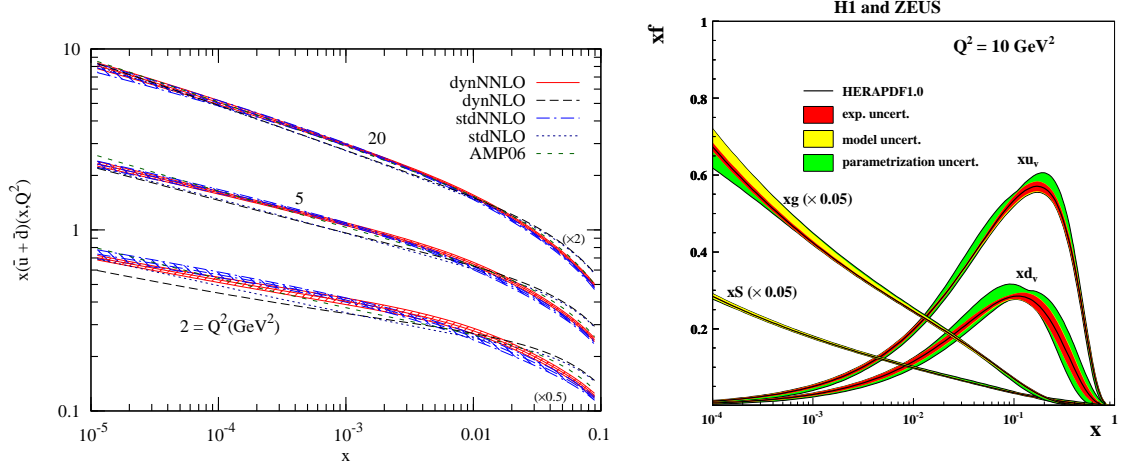 10
1
0.1
x(ū + d̄)(x,Q²)
dynNNLO
dynNLO
stdNNLO
stdNLO
AMP06
20
5
2 = Q²(GeV²)
(×2)
(×0.5)
10⁻⁵
10⁻⁴
10⁻³
0.01
0.1
x
H1 and ZEUS
xf
Q² = 10 GeV²
HERAPDF1.0
exp. uncert.
model uncert.
parametrization uncert.
xuᵥ
xg (× 0.05)
xdᵥ
xS (× 0.05)
1
0.8
0.6
0.4
0.2
10⁻⁴
10⁻³
10⁻²
10⁻¹
1
x